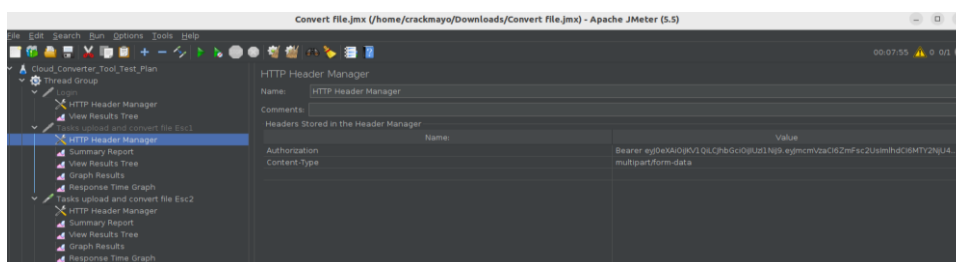 Convert file.jmx (/home/crackmayo/Downloads/Convert file.jmx) - Apache JMeter (5.5)
File Edit Search Run Options Tools Help
00:07:55 0 0/1
Cloud_Converter_Tool_Test_Plan
Thread Group
Login
HTTP Header Manager
View Results Tree
Tasks upload and convert file Esc1
HTTP Header Manager
Summary Report
View Results Tree
Graph Results
Response Time Graph
Tasks upload and convert file Esc2
HTTP Header Manager
Summary Report
View Results Tree
Graph Results
Response Time Graph
HTTP Header Manager
Name: HTTP Header Manager
Comments:
Headers Stored in the Header Manager
Name: Value
Authorization Bearer
Content-Type multipart/form-data